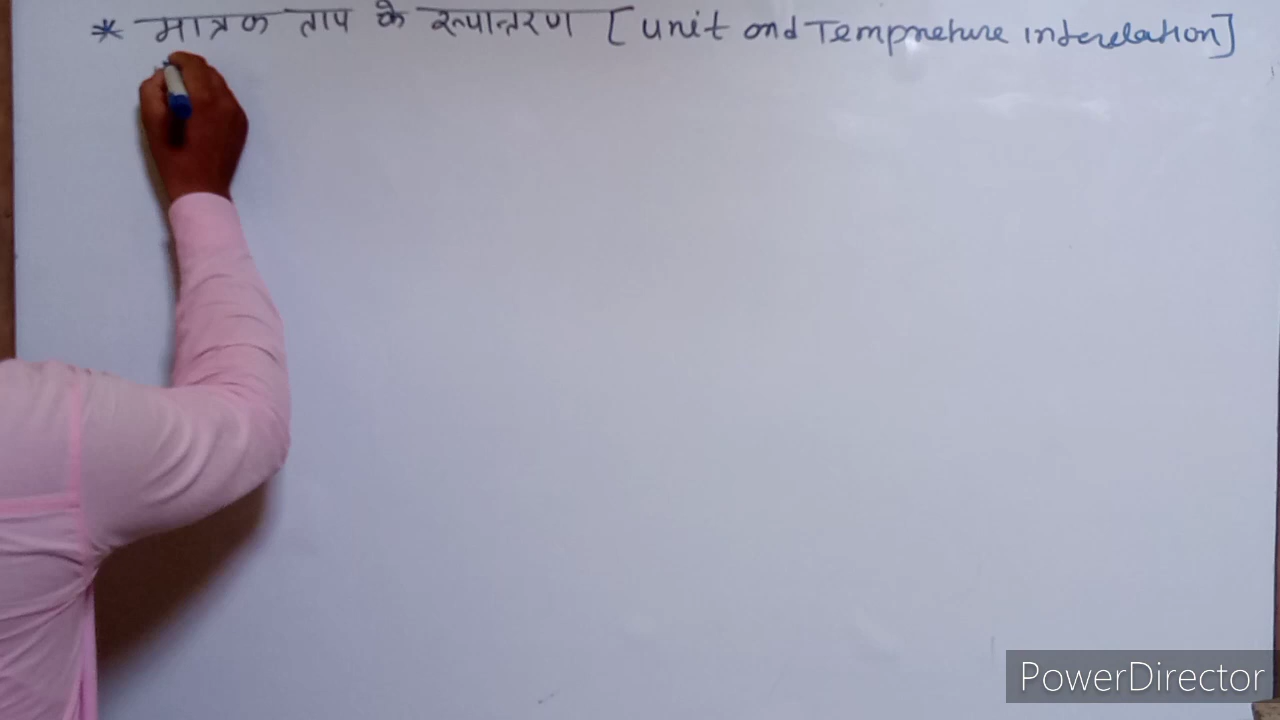 * मात्रक ताप के रूपान्तरण [unit and Tempreture interelation]
PowerDirector